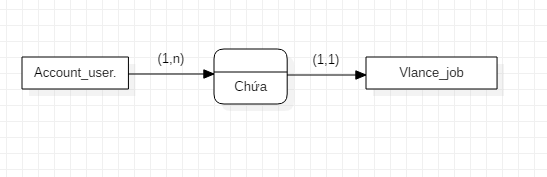 (1,n)
(1,1)
Account_user.
Chứa
Vlance_job